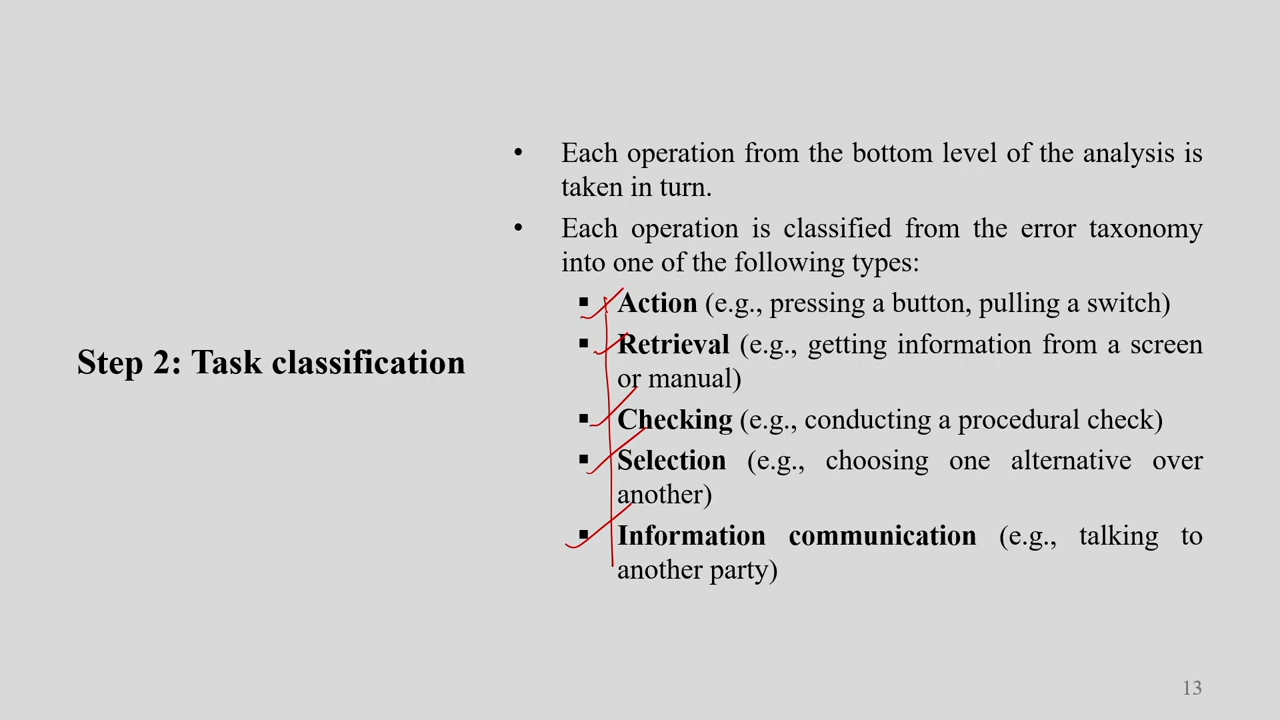 Step 2: Task classification
• Each operation from the bottom level of the analysis is
taken in turn.
• Each operation is classified from the error taxonomy
into one of the following types:
▪ Action (e.g., pressing a button, pulling a switch)
▪ Retrieval (e.g., getting information from a screen
or manual)
▪ Checking (e.g., conducting a procedural check)
▪ Selection (e.g., choosing one alternative over
another)
▪ Information communication (e.g., talking to
another party)
13